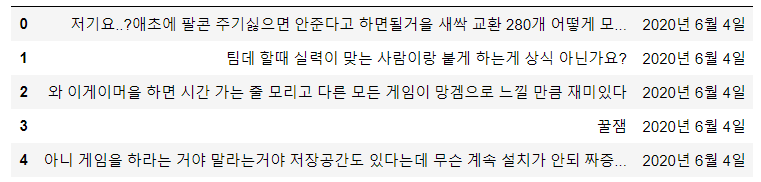 0 저기요..?애초에 팔콘 주기싫으면 안준다고 하면될거을 새싹 교환 280개 어떻게 모... 2020년 6월 4일
1 팀데 할때 실력이 맞는 사람이랑 붙게 하는게 상식 아닌가요? 2020년 6월 4일
2 와 이게이머을 하면 시간 가는 줄 모리고 다른 모든 게임이 망겜으로 느낄 만큼 재미있다 2020년 6월 4일
3 꿀잼 2020년 6월 4일
4 아니 게임을 하라는 거야 말라는거야 저장공간도 있다는데 무슨 계속 설치가 안되 짜증... 2020년 6월 4일